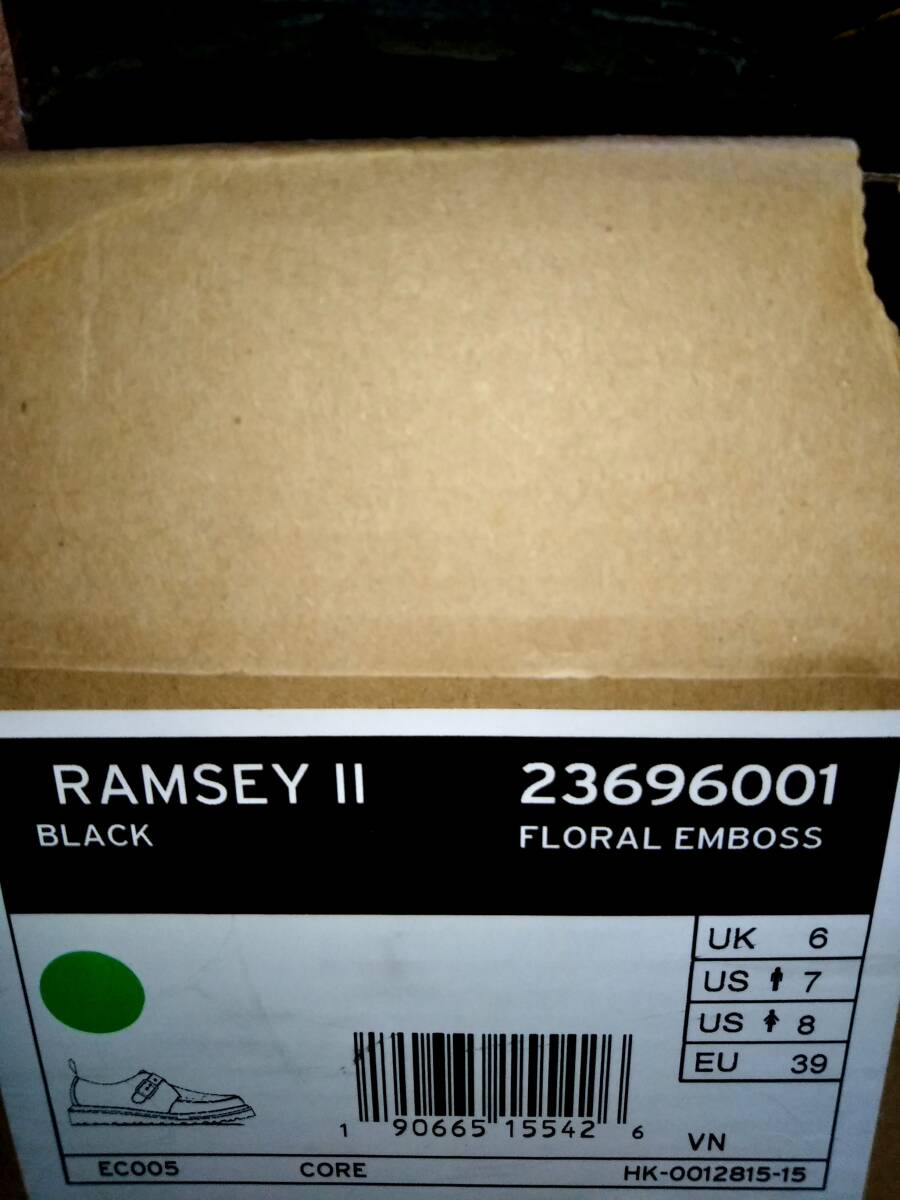 RAMSEY II 23696001
BLACK FLORAL EMBOSS
UK 6
US 7
US 8
EU 39
1 90665 15542 6
VN
EC005 CORE HK-0012815-15